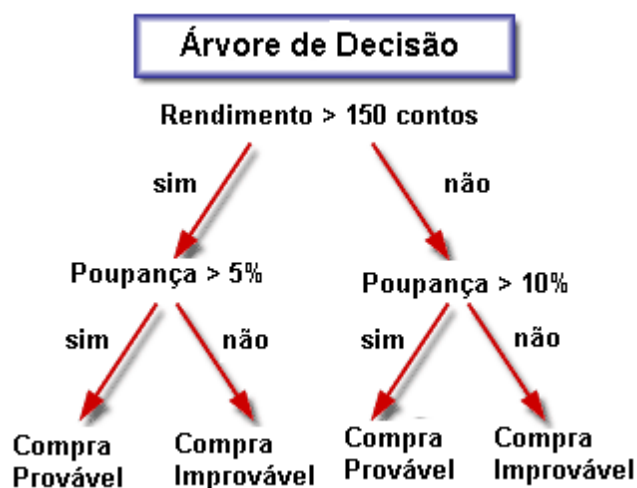 Árvore de Decisão
Rendimento > 150 contos
sim
não
Poupança > 5%
Poupança > 10%
sim
não
sim
não
Compra
Provável
Compra
Improvável
Compra
Provável
Compra
Improvável